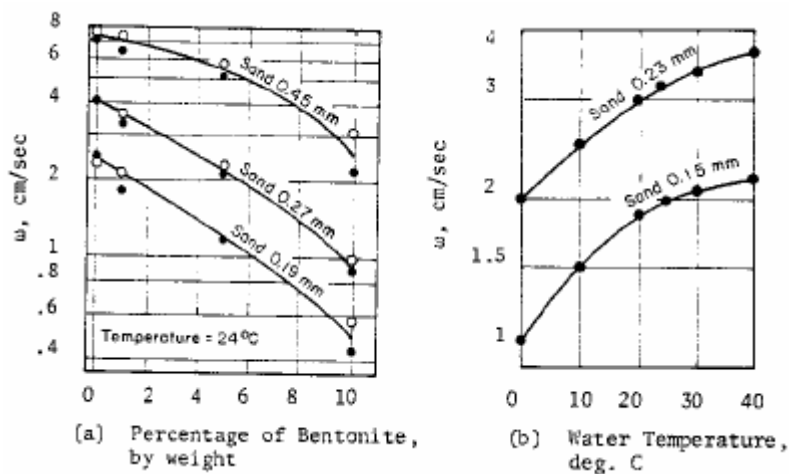 8
6
4
2
1
.8
.6
.4
ω, cm/sec
Sand 0.45 mm
Sand 0.27 mm
Sand 0.19 mm
Temperature = 24°C
0 2 4 6 8 10
(a) Percentage of Bentonite,
by weight
4
3
2
1.5
1
ω, cm/sec
Sand 0.23 mm
Sand 0.15 mm
0 10 20 30 40
(b) Water Temperature,
deg. C